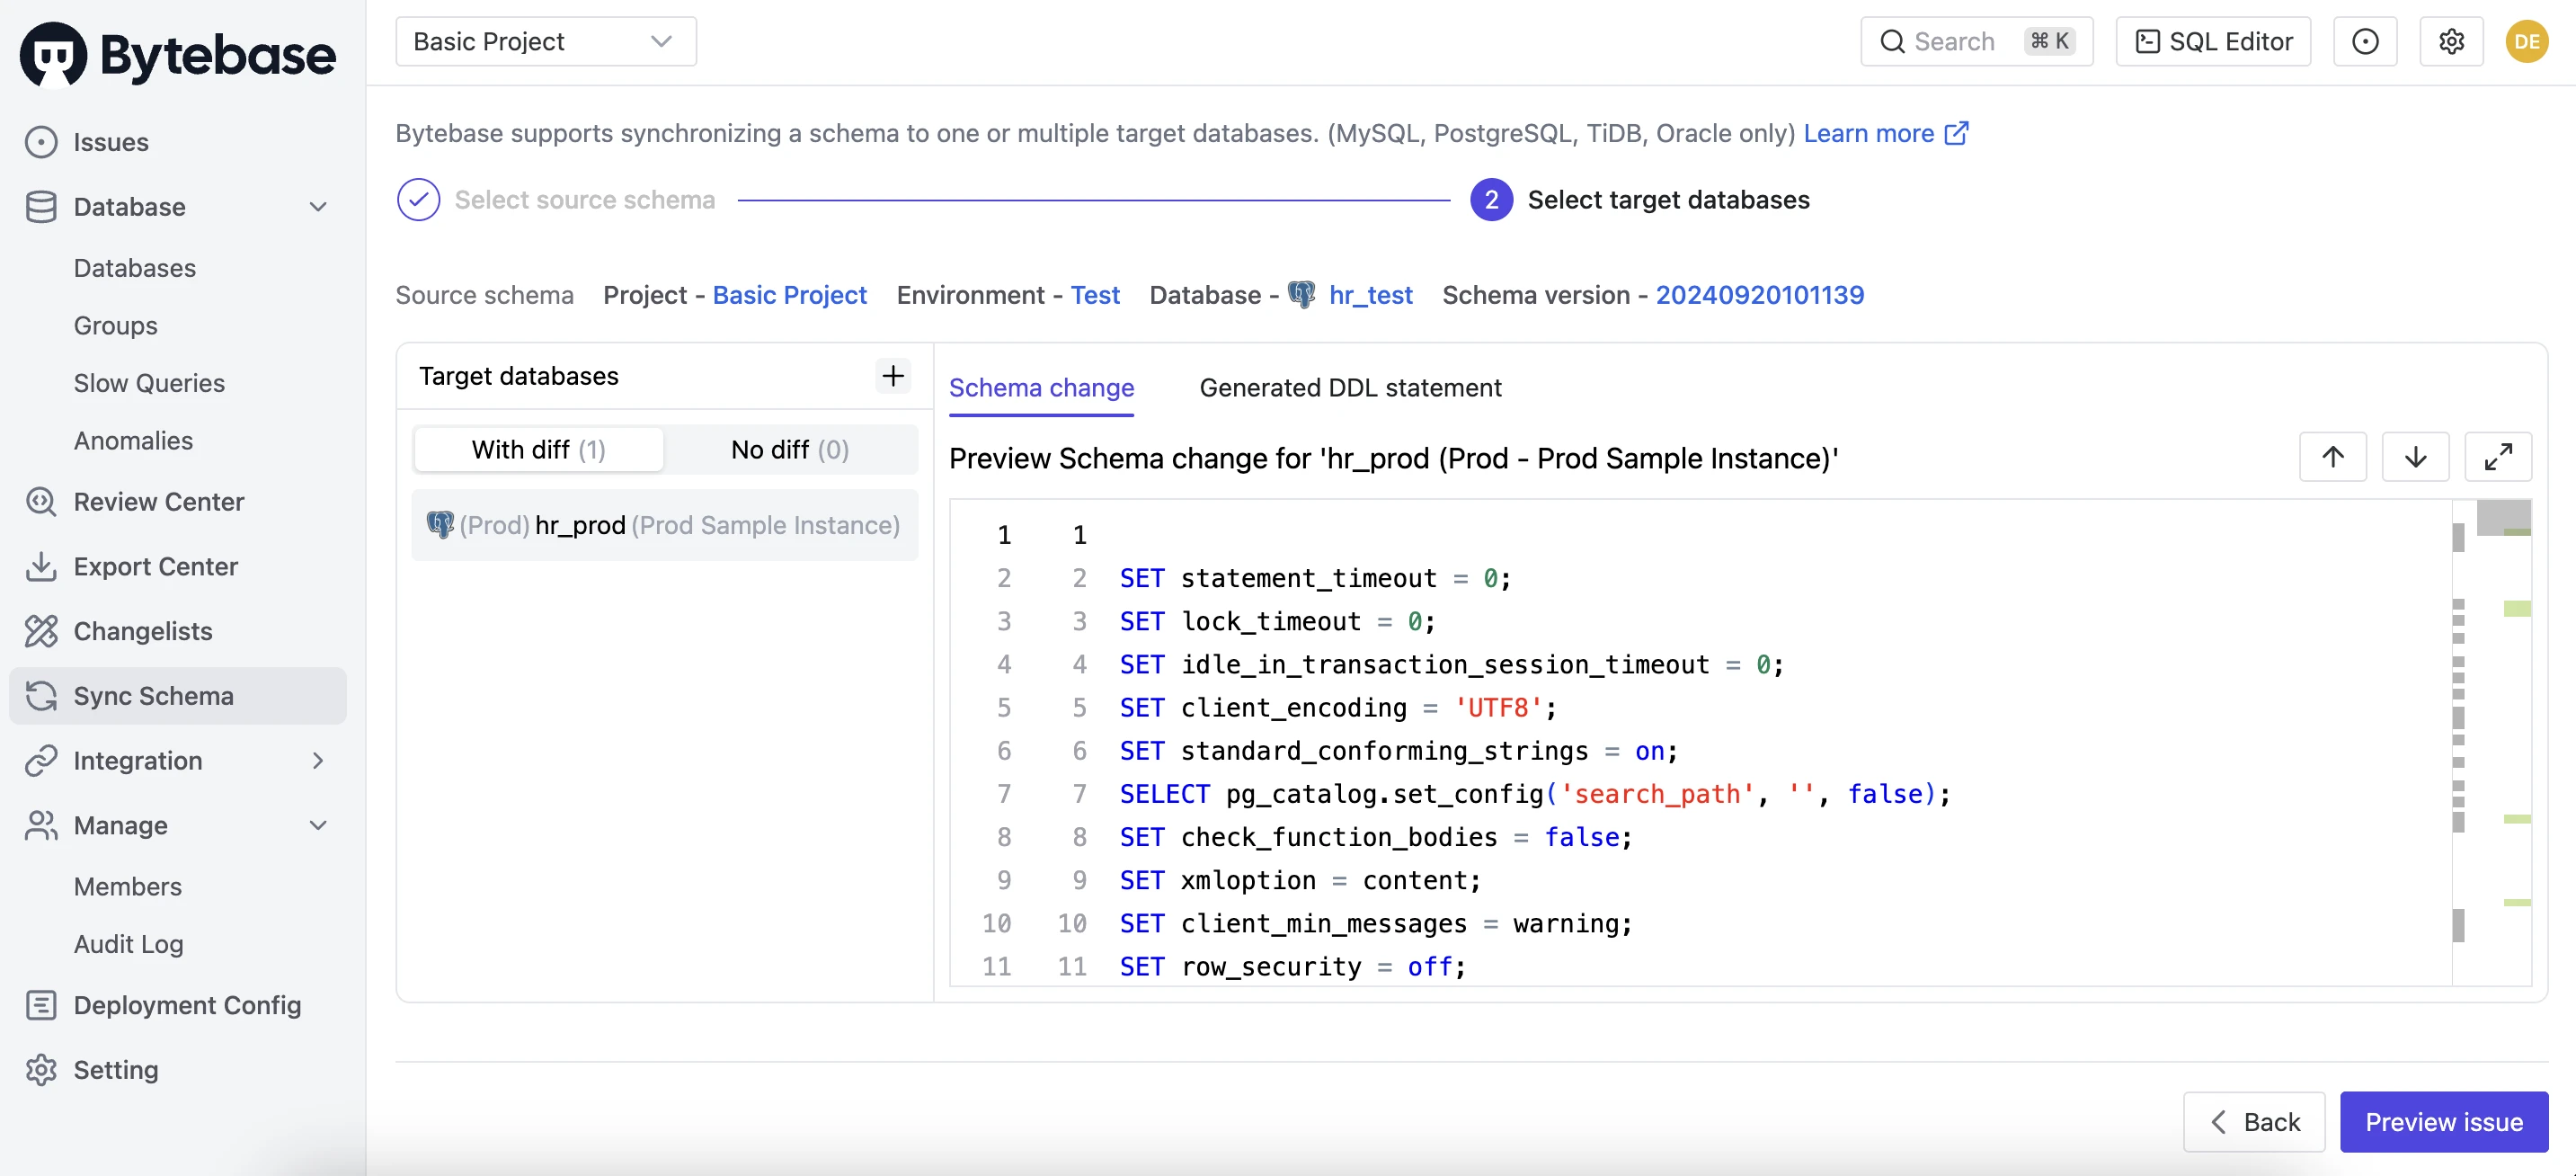 Bytebase
Basic Project
Search ⌘ K
SQL Editor
DE
Issues
Database
Databases
Groups
Slow Queries
Anomalies
Review Center
Export Center
Changelists
Sync Schema
Integration
Manage
Members
Audit Log
Deployment Config
Setting
Bytebase supports synchronizing a schema to one or multiple target databases. (MySQL, PostgreSQL, TiDB, Oracle only) Learn more
Select source schema
2 Select target databases
Source schema Project - Basic Project Environment - Test Database - hr_test Schema version - 20240920101139
Target databases
With diff (1) No diff (0)
(Prod) hr_prod (Prod Sample Instance)
Schema change Generated DDL statement
Preview Schema change for 'hr_prod (Prod - Prod Sample Instance)'
1 1
2 2 SET statement_timeout = 0;
3 3 SET lock_timeout = 0;
4 4 SET idle_in_transaction_session_timeout = 0;
5 5 SET client_encoding = 'UTF8';
6 6 SET standard_conforming_strings = on;
7 7 SELECT pg_catalog.set_config('search_path', '', false);
8 8 SET check_function_bodies = false;
9 9 SET xmloption = content;
10 10 SET client_min_messages = warning;
11 11 SET row_security = off;
Back
Preview issue